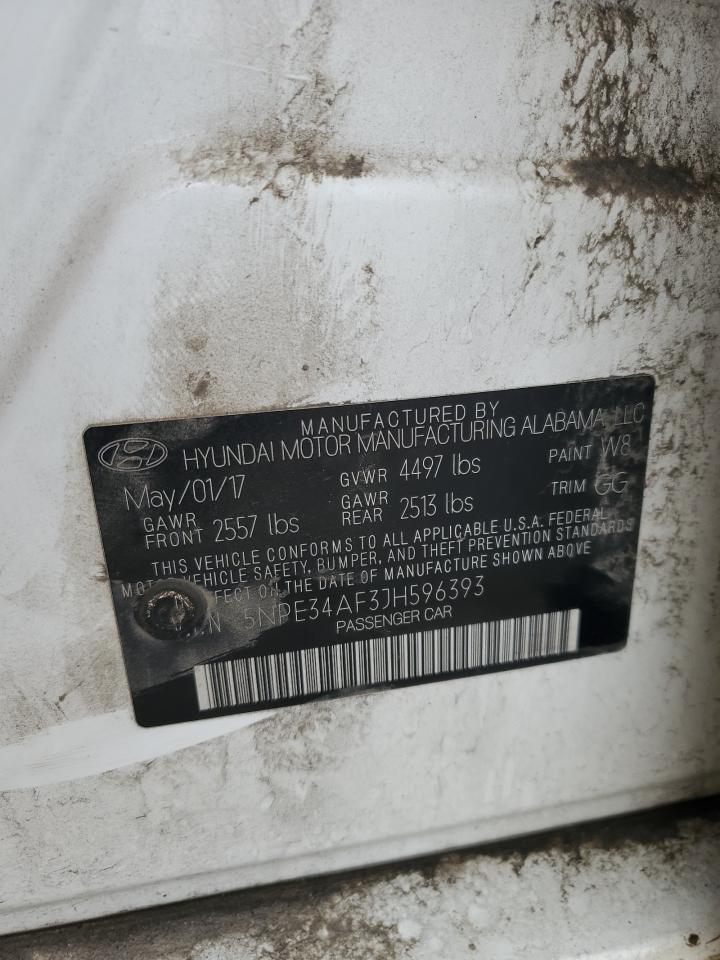 MANUFACTURED BY
HYUNDAI MOTOR MANUFACTURING ALABAMA, LLC
May/01/17 GVWR 4497 lbs PAINT W8
GAWR FRONT 2557 lbs GAWR REAR 2513 lbs TRIM GG
THIS VEHICLE CONFORMS TO ALL APPLICABLE U.S.A. FEDERAL
VEHICLE SAFETY, BUMPER, AND THEFT PREVENTION STANDARDS
ON THE DATE OF MANUFACTURE SHOWN ABOVE
5NPE34AF3JH596393
PASSENGER CAR